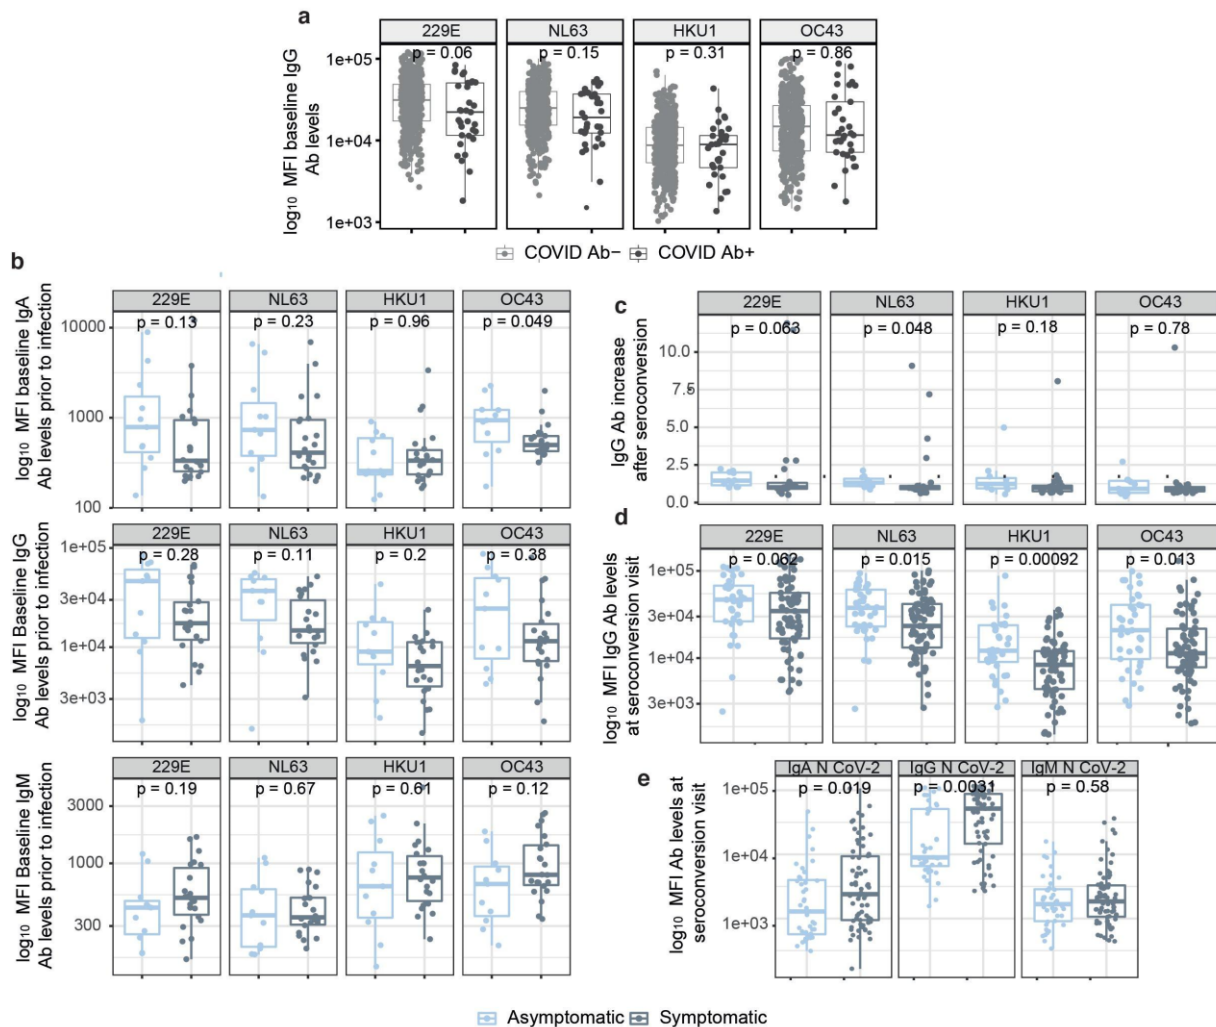 a
229E NL63 HKU1 OC43
p = 0.06 p = 0.15 p = 0.31 p = 0.86
1e+05
1e+04
1e+03
log₁₀ MFI baseline IgG
Ab levels
COVID Ab− COVID Ab+
b
229E NL63 HKU1 OC43
p = 0.13 p = 0.23 p = 0.96 p = 0.049
10000
1000
100
log₁₀ MFI baseline IgA
Ab levels prior to infection
229E NL63 HKU1 OC43
p = 0.28 p = 0.11 p = 0.2 p = 0.38
1e+05
3e+04
1e+04
3e+03
log₁₀ MFI Baseline IgG
Ab levels prior to infection
229E NL63 HKU1 OC43
p = 0.19 p = 0.67 p = 0.61 p = 0.12
3000
1000
300
log₁₀ MFI Baseline IgM
Ab levels prior to infection
c
229E NL63 HKU1 OC43
p = 0.063 p = 0.048 p = 0.18 p = 0.78
10.0
7.5
5.0
2.5
0.0
IgG Ab increase
after seroconversion
d
229E NL63 HKU1 OC43
p = 0.062 p = 0.015 p = 0.00092 p = 0.013
1e+05
3e+04
1e+04
3e+03
log₁₀ MFI IgG Ab levels
at seroconversion visit
e
IgA N CoV-2 IgG N CoV-2 IgM N CoV-2
p = 0.019 p = 0.0031 p = 0.58
1e+05
1e+04
1e+03
log₁₀ MFI Ab levels at
seroconversion visit
Asymptomatic Symptomatic